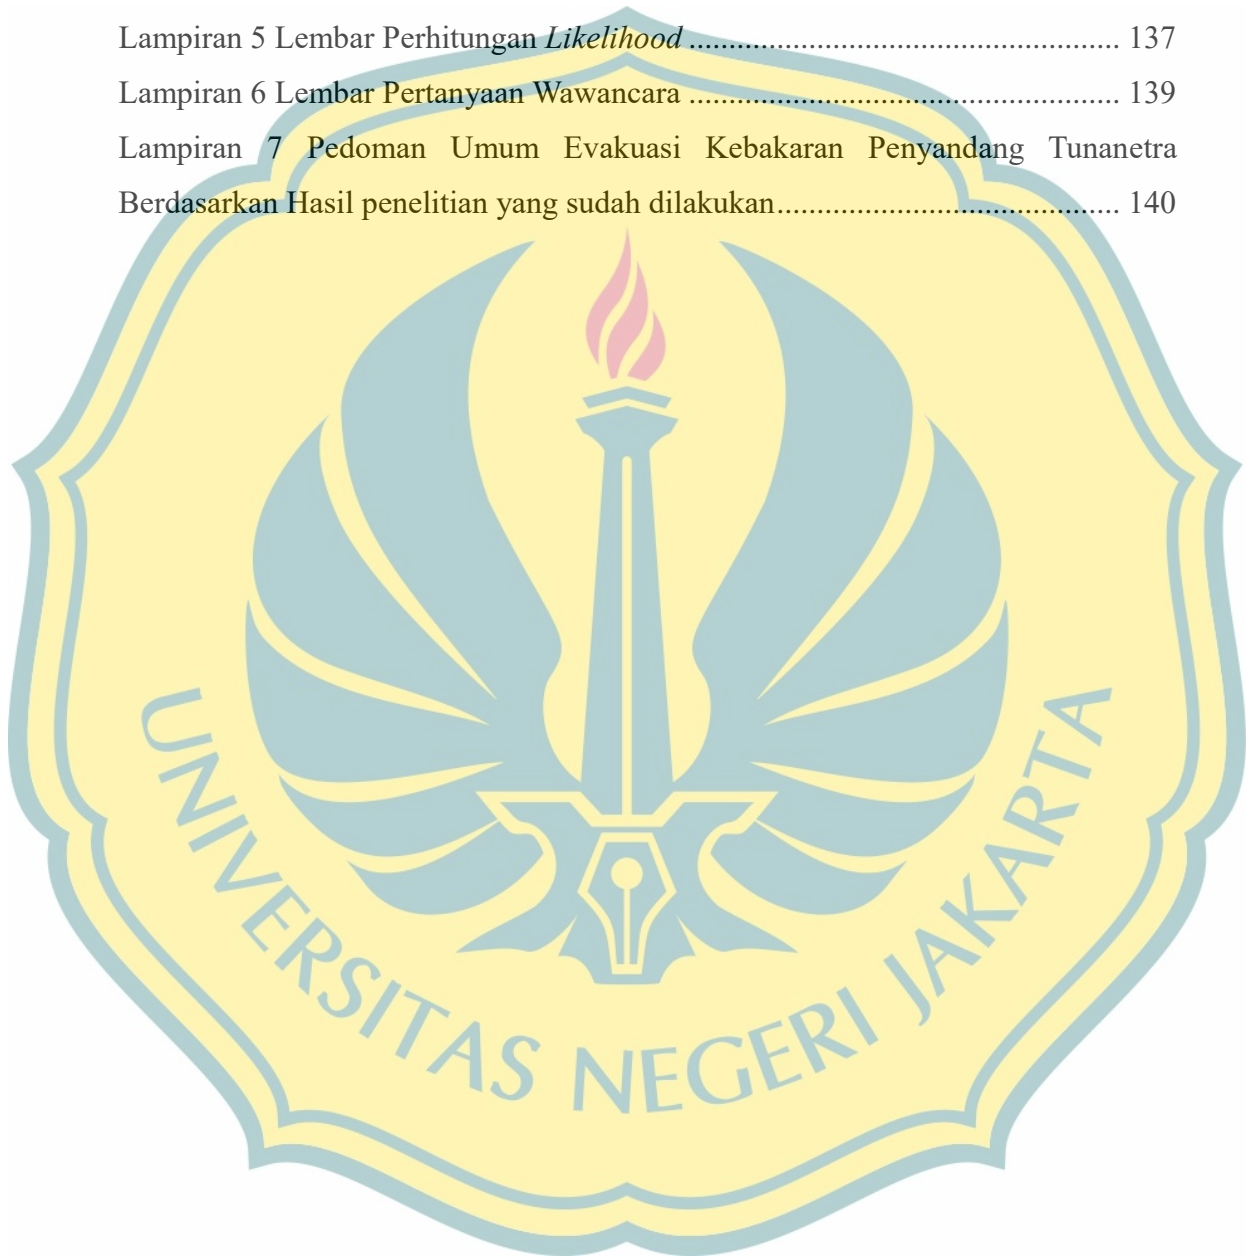 Lampiran 5 Lembar Perhitungan Likelihood ...................................................... 137
Lampiran 6 Lembar Pertanyaan Wawancara ...................................................... 139
Lampiran 7 Pedoman Umum Evakuasi Kebakaran Penyandang Tunanetra
Berdasarkan Hasil penelitian yang sudah dilakukan........................................... 140
UNIVERSITAS NEGERI JAKARTA